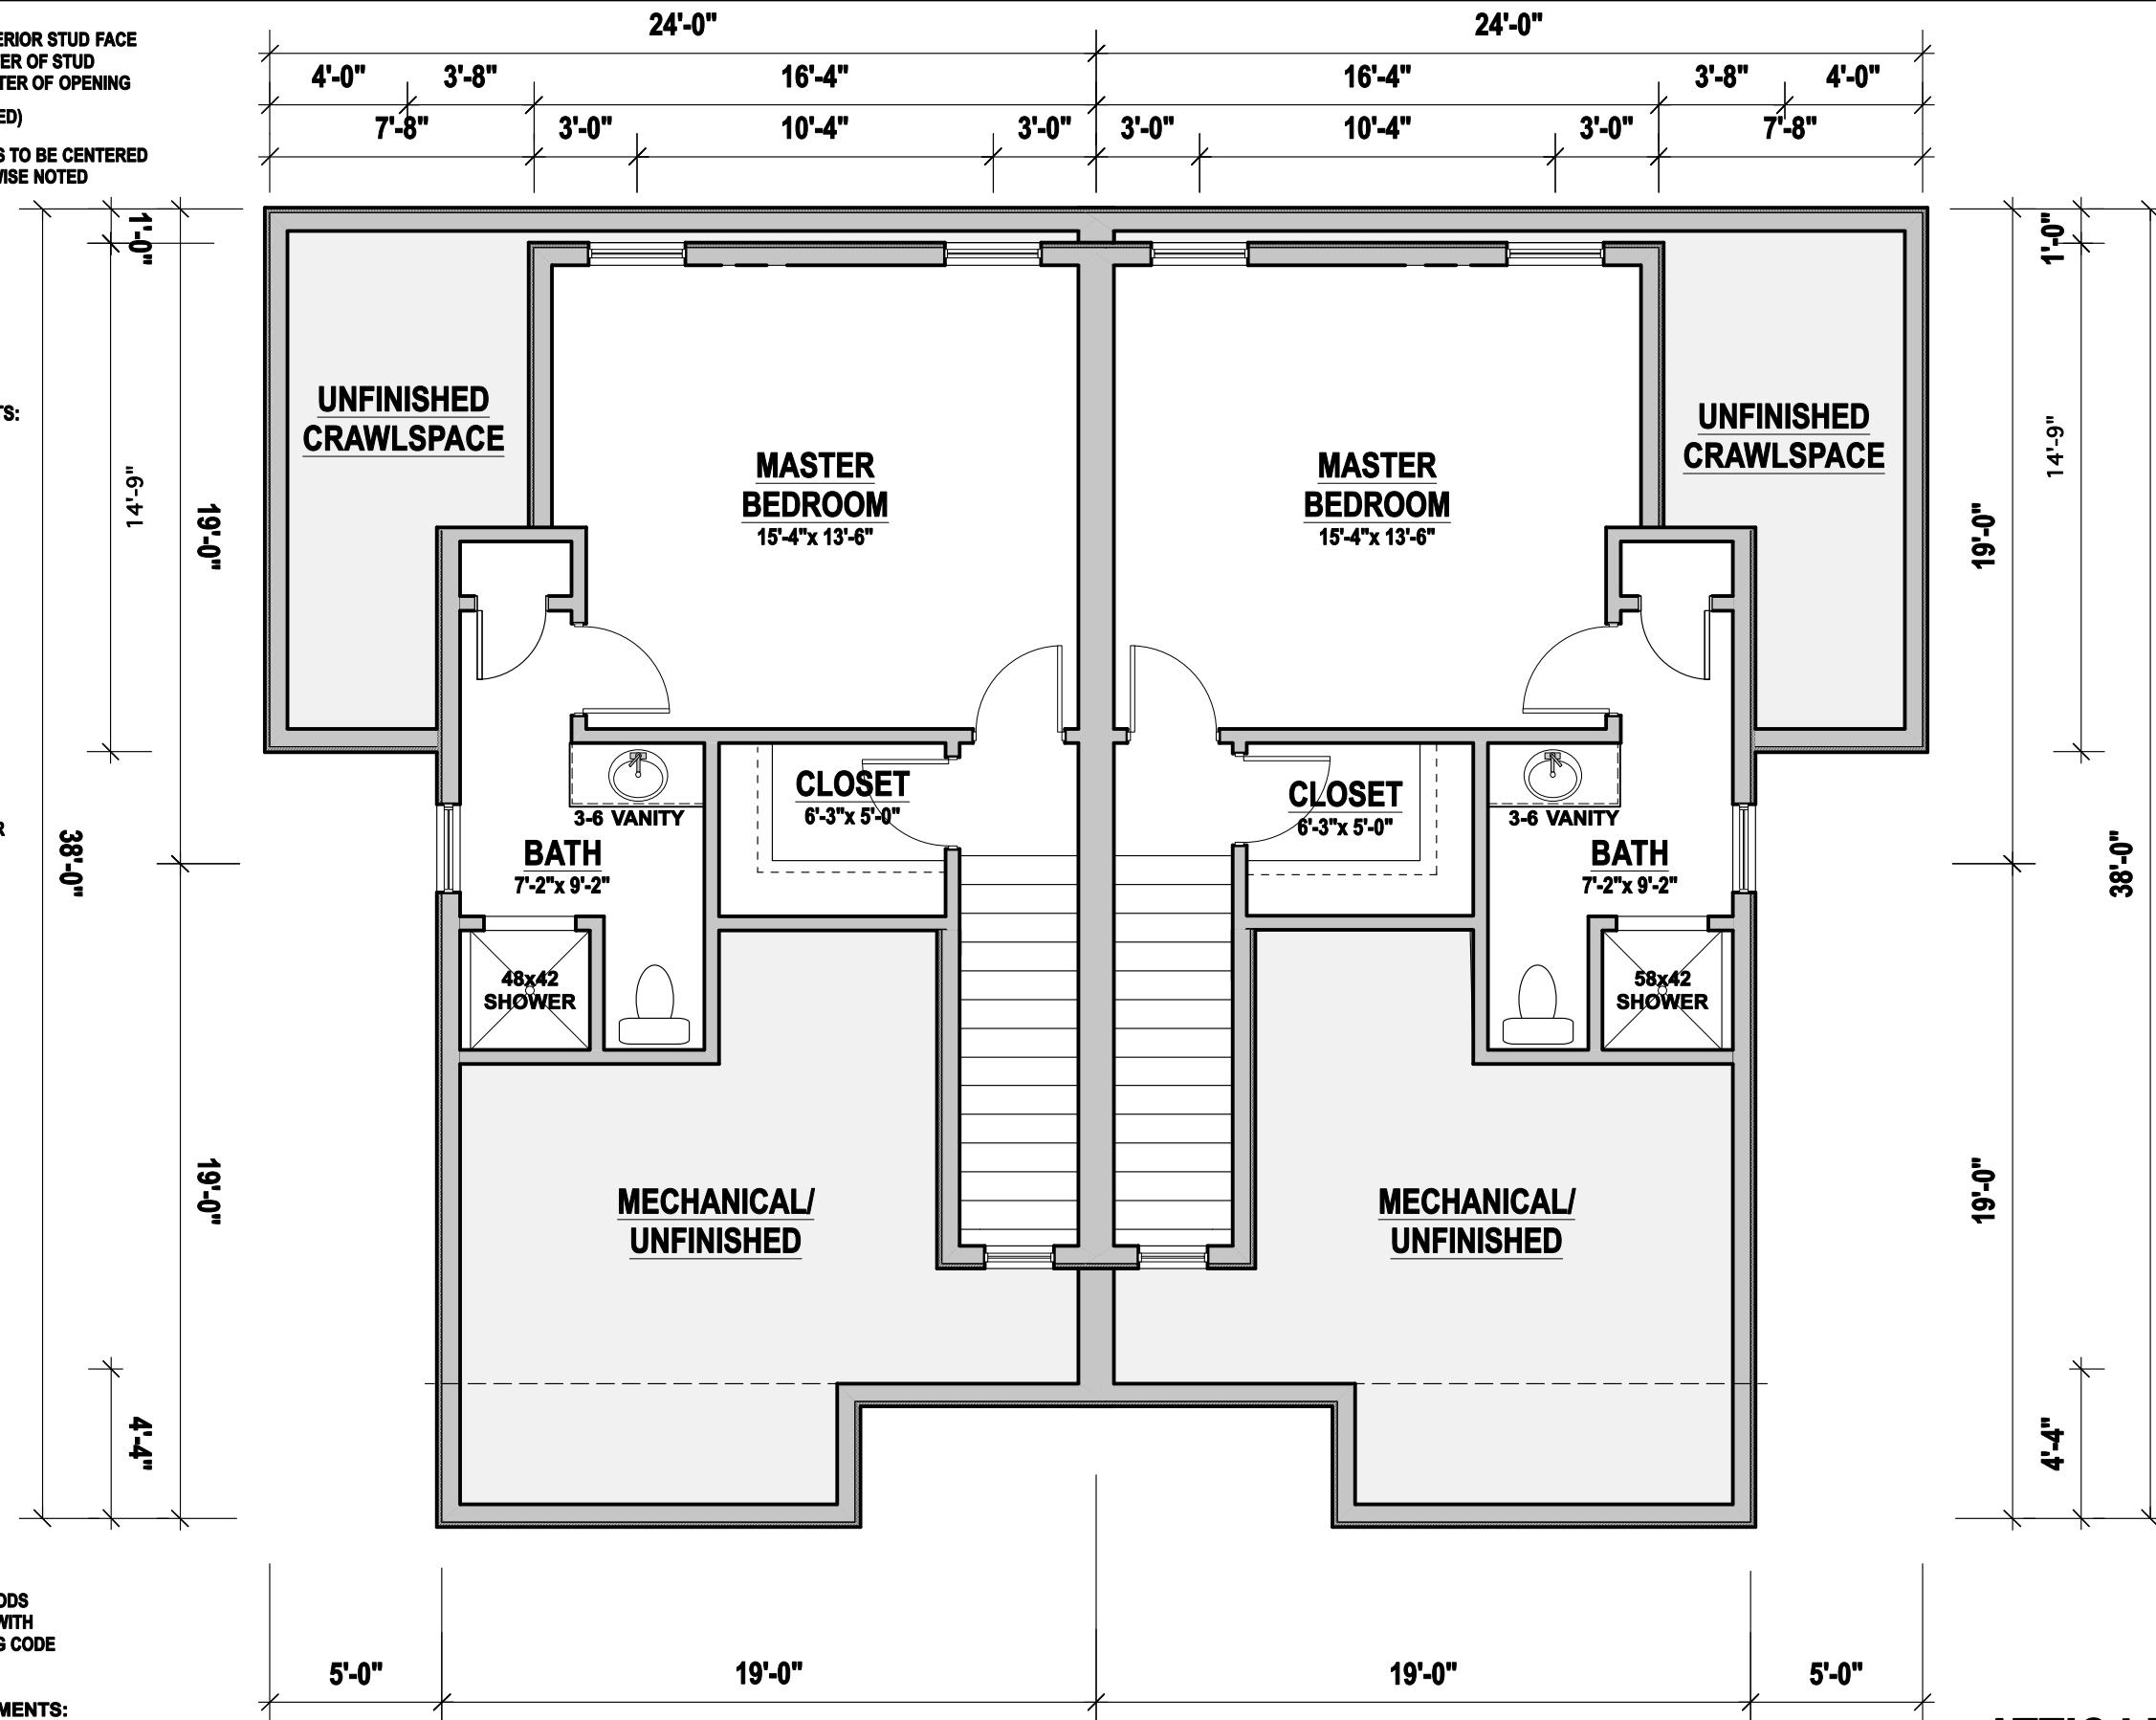 24'-0" 24'-0"
ERIOR STUD FACE
TER OF STUD
TER OF OPENING
ED)
S TO BE CENTERED
WISE NOTED
4'-0" 3'-8" 16'-4" 16'-4" 3'-8" 4'-0"
7'-8" 3'-0" 10'-4" 3'-0" 3'-0" 10'-4" 3'-0" 7'-8"
1'-0" 1'-0"
TS:
UNFINISHED
CRAWLSPACE
UNFINISHED
CRAWLSPACE
MASTER
BEDROOM
15'-4"x 13'-6"
MASTER
BEDROOM
15'-4"x 13'-6"
14'-9" 19'-0" 19'-0" 14'-9"
CLOSET
6'-3"x 5'-0"
CLOSET
6'-3"x 5'-0"
3-6 VANITY
3-6 VANITY
R
38'-0" 38'-0"
BATH
7'-2"x 9'-2"
BATH
7'-2"x 9'-2"
48x42
SHOWER
58x42
SHOWER
19'-0" 19'-0"
MECHANICAL/
UNFINISHED
MECHANICAL/
UNFINISHED
4'-4" 4'-4"
ODS
WITH
G CODE
5'-0" 19'-0" 19'-0" 5'-0"
MENTS: